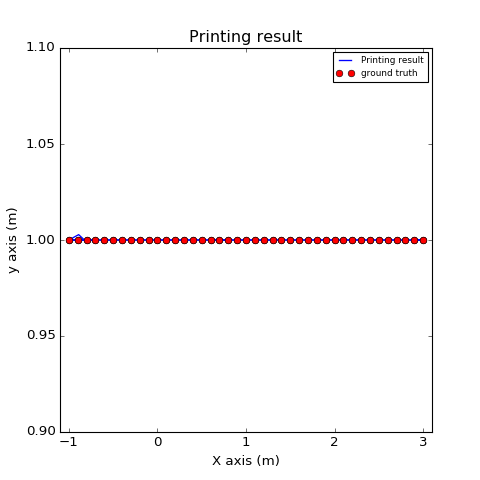 Printing result
1.10
Printing result
ground truth
1.05
1.00
0.95
0.90
y axis (m)
−1 0 1 2 3
X axis (m)